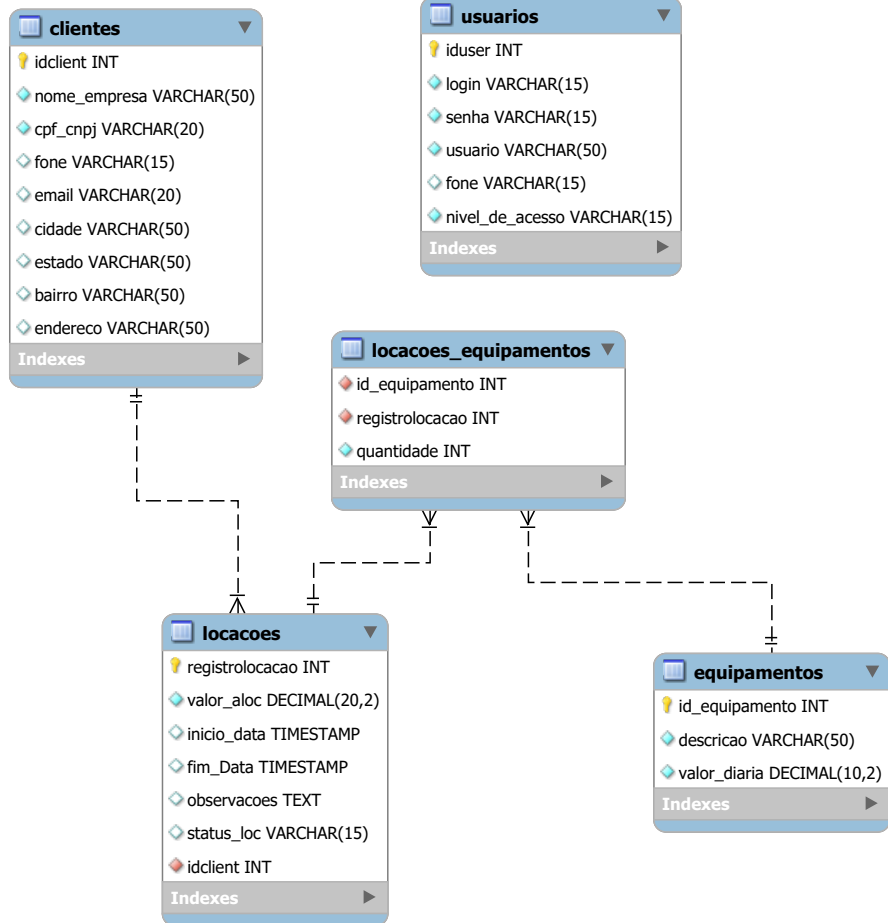 clientes
idclient INT
nome_empresa VARCHAR(50)
cpf_cnpj VARCHAR(20)
fone VARCHAR(15)
email VARCHAR(20)
cidade VARCHAR(50)
estado VARCHAR(50)
bairro VARCHAR(50)
endereco VARCHAR(50)
Indexes
usuarios
iduser INT
login VARCHAR(15)
senha VARCHAR(15)
usuario VARCHAR(50)
fone VARCHAR(15)
nivel_de_acesso VARCHAR(15)
Indexes
locacoes_equipamentos
id_equipamento INT
registrolocacao INT
quantidade INT
Indexes
locacoes
registrolocacao INT
valor_aloc DECIMAL(20,2)
inicio_data TIMESTAMP
fim_Data TIMESTAMP
observacoes TEXT
status_loc VARCHAR(15)
idclient INT
Indexes
equipamentos
id_equipamento INT
descricao VARCHAR(50)
valor_diaria DECIMAL(10,2)
Indexes